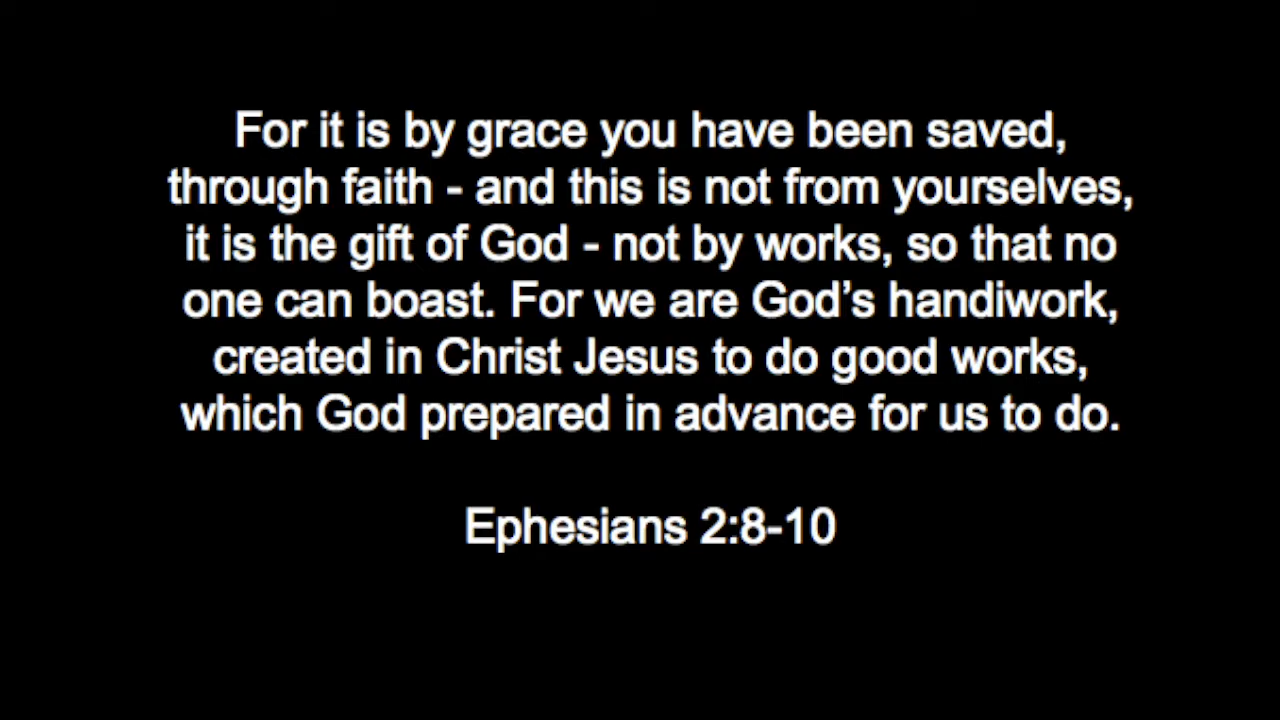 For it is by grace you have been saved,
through faith - and this is not from yourselves,
it is the gift of God - not by works, so that no
one can boast. For we are God’s handiwork,
created in Christ Jesus to do good works,
which God prepared in advance for us to do.
Ephesians 2:8-10